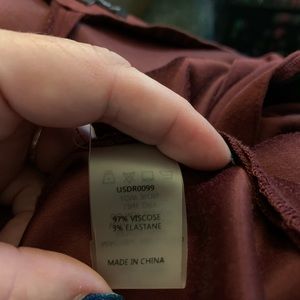 USDR0099
97% VISCOSE
3% ELASTANE
MADE IN CHINA